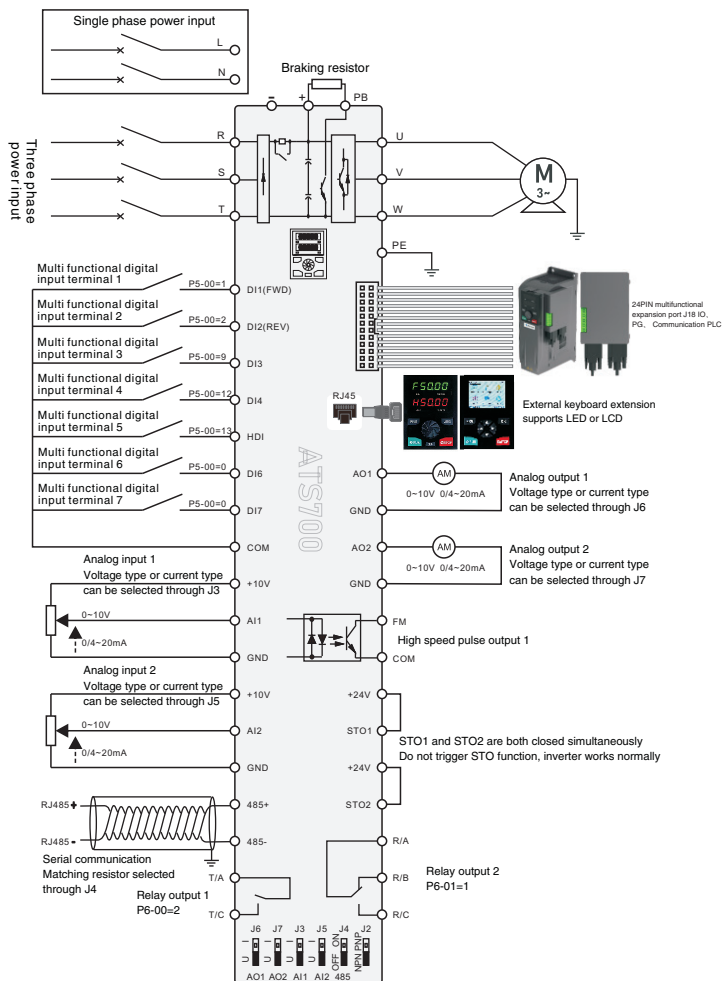 Single phase power input
L
N
Braking resistor
-
+
PB
Three phase
power input
R
S
T
U
V
W
M
3~
PE
Multi functional digital
input terminal 1
P5-00=1
DI1(FWD)
Multi functional digital
input terminal 2
P5-00=2
DI2(REV)
Multi functional digital
input terminal 3
P5-00=9
DI3
Multi functional digital
input terminal 4
P5-00=12
DI4
Multi functional digital
input terminal 5
P5-00=13
HDI
Multi functional digital
input terminal 6
P5-00=0
DI6
Multi functional digital
input terminal 7
P5-00=0
DI7
COM
24PIN multifunctional
expansion port J18 IO、
PG、 Communication PLC
RJ45
F50.00
H50.00
External keyboard extension
supports LED or LCD
ATS700
AO1
AM
0~10V 0/4~20mA
GND
Analog output 1
Voltage type or current type
can be selected through J6
AO2
AM
0~10V 0/4~20mA
GND
Analog output 2
Voltage type or current type
can be selected through J7
Analog input 1
Voltage type or current type
can be selected through J3
+10V
0~10V
AI1
0/4~20mA
GND
FM
High speed pulse output 1
COM
Analog input 2
Voltage type or current type
can be selected through J5
+10V
0~10V
AI2
0/4~20mA
GND
+24V
STO1
STO1 and STO2 are both closed simultaneously
Do not trigger STO function, inverter works normally
+24V
STO2
RJ485 +
485+
RJ485 -
485-
Serial communication
Matching resistor selected
through J4
T/A
Relay output 1
P6-00=2
T/C
R/A
R/B
Relay output 2
P6-01=1
R/C
J6 J7 J3 J5 J4 J2
U I U I U I U I OFF ON NPN PNP
AO1 AO2 AI1 AI2 485